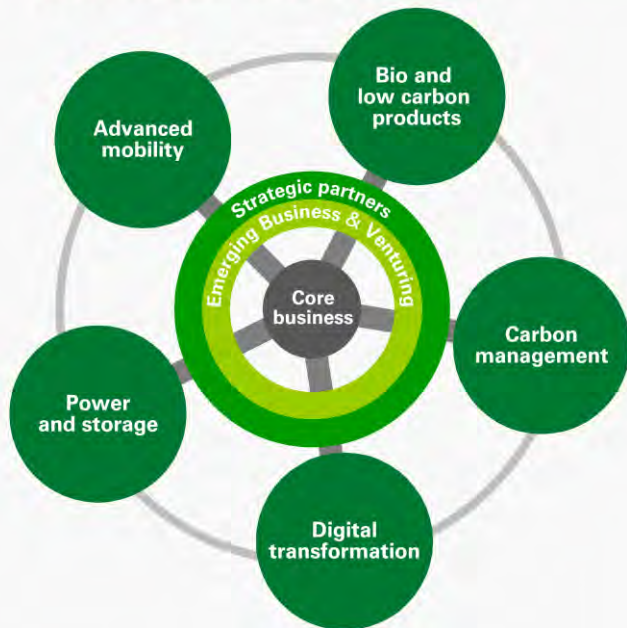 Bio and
low carbon
products
Advanced
mobility
Strategic partners
Emerging Business & Venturing
Core
business
Carbon
management
Power
and storage
Digital
transformation